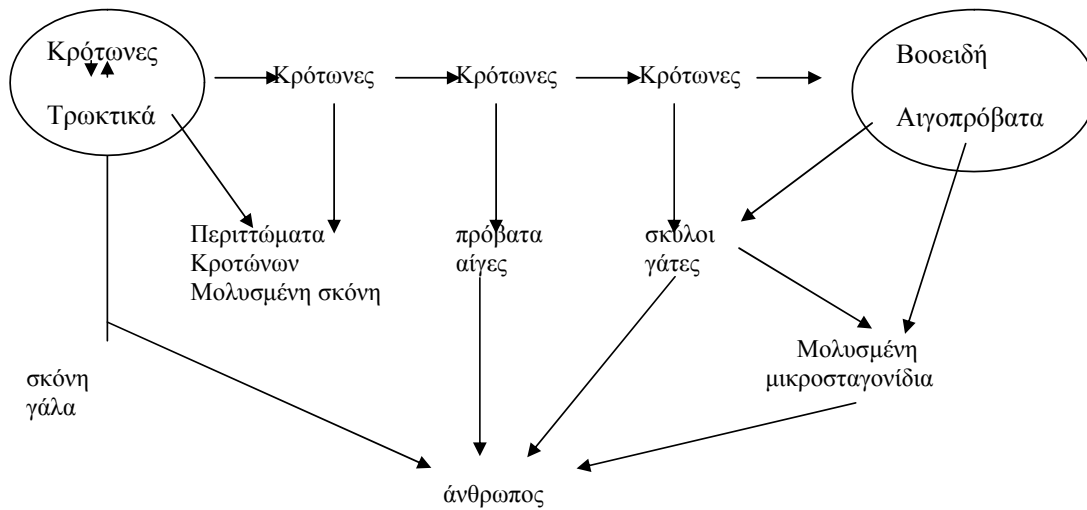 Κρότωνες
Τρωκτικά
Κρότωνες
Κρότωνες
Κρότωνες
Βοοειδή
Αιγοπρόβατα
Περιττώματα
Κροτώνων
Μολυσμένη σκόνη
πρόβατα
αίγες
σκύλοι
γάτες
Μολυσμένη
μικροσταγονίδια
σκόνη
γάλα
άνθρωπος